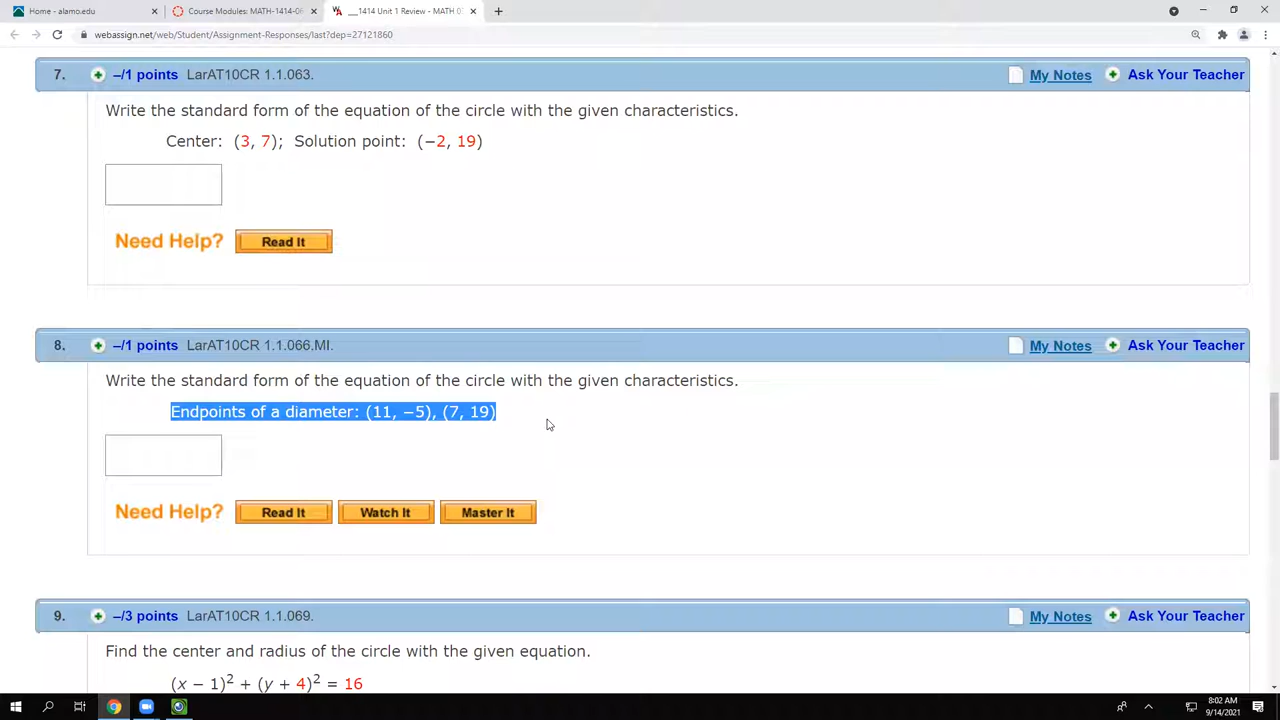 Home - alamo.edu
Course Modules: MATH-1414-0
__1414 Unit 1 Review - MATH 0
webassign.net/web/Student/Assignment-Responses/last?dep=27121860
7. –/1 points LarAT10CR 1.1.063. My Notes Ask Your Teacher
Write the standard form of the equation of the circle with the given characteristics.
Center: (3, 7); Solution point: (−2, 19)
Need Help? Read It
8. –/1 points LarAT10CR 1.1.066.MI. My Notes Ask Your Teacher
Write the standard form of the equation of the circle with the given characteristics.
Endpoints of a diameter: (11, −5), (7, 19)
Need Help? Read It Watch It Master It
9. –/3 points LarAT10CR 1.1.069. My Notes Ask Your Teacher
Find the center and radius of the circle with the given equation.
(x − 1)² + (y + 4)² = 16
8:02 AM
9/14/2021